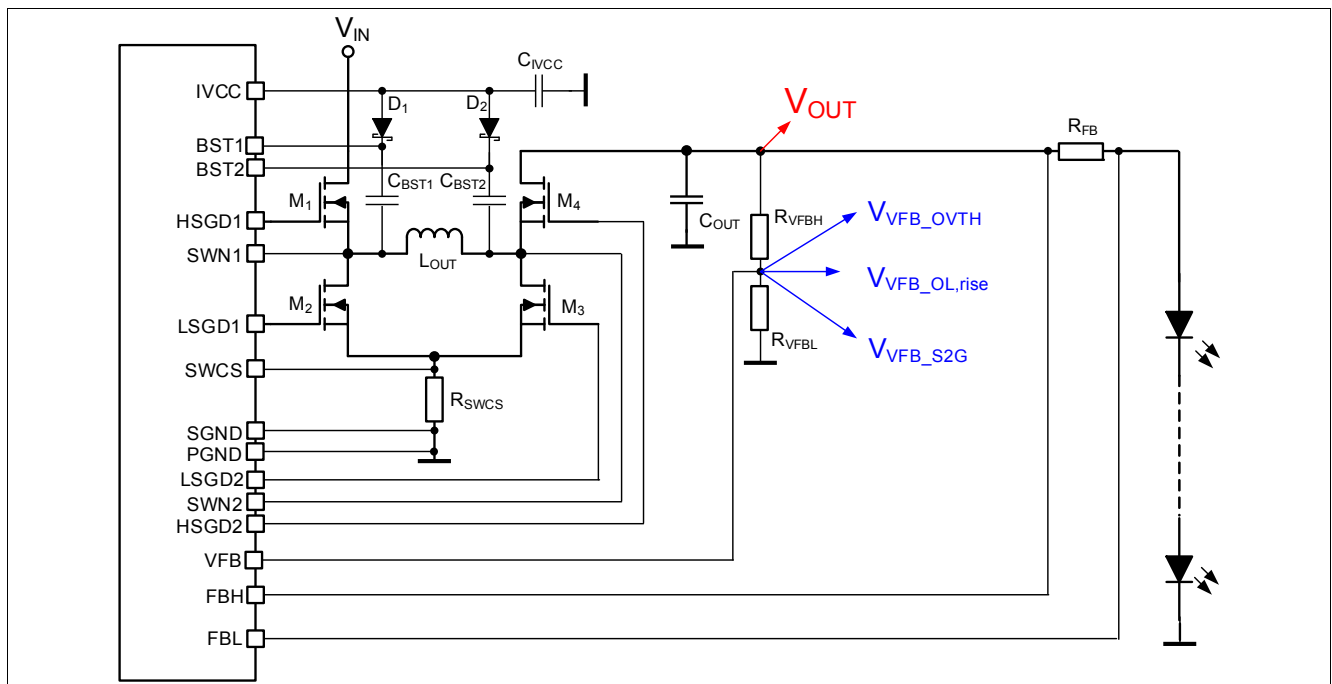 VIN
CIVCC
IVCC
D1
D2
VOUT
RFB
BST1
BST2
CBST1
CBST2
M1
M4
HSGD1
COUT
RVFBH
VVFB_OVTH
SWN1
LOUT
VVFB_OL,rise
M2
M3
LSGD1
RVFBL
VVFB_S2G
SWCS
RSWCS
SGND
PGND
LSGD2
SWN2
HSGD2
VFB
FBH
FBL